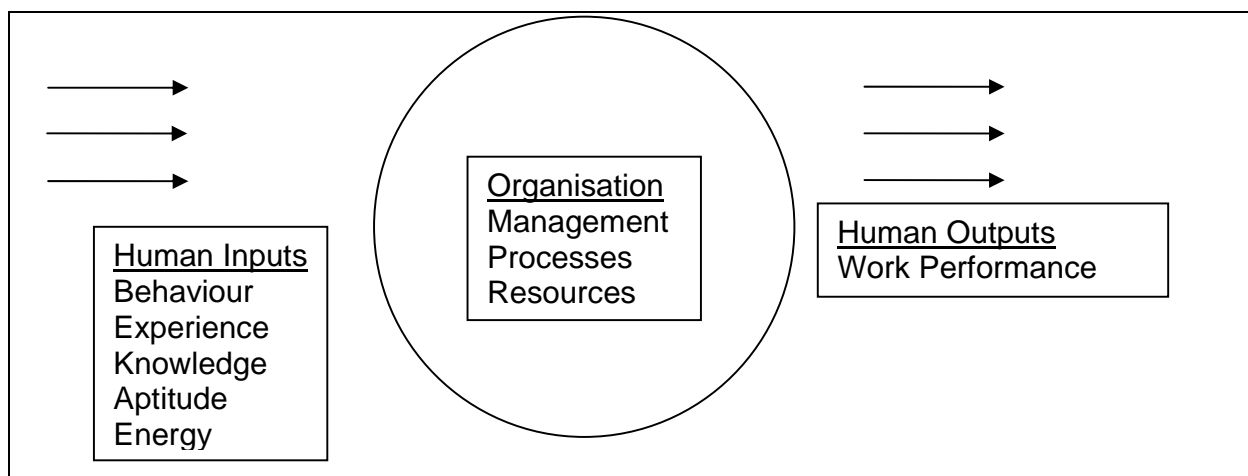 Human Inputs
Behaviour
Experience
Knowledge
Aptitude
Energy
Organisation
Management
Processes
Resources
Human Outputs
Work Performance